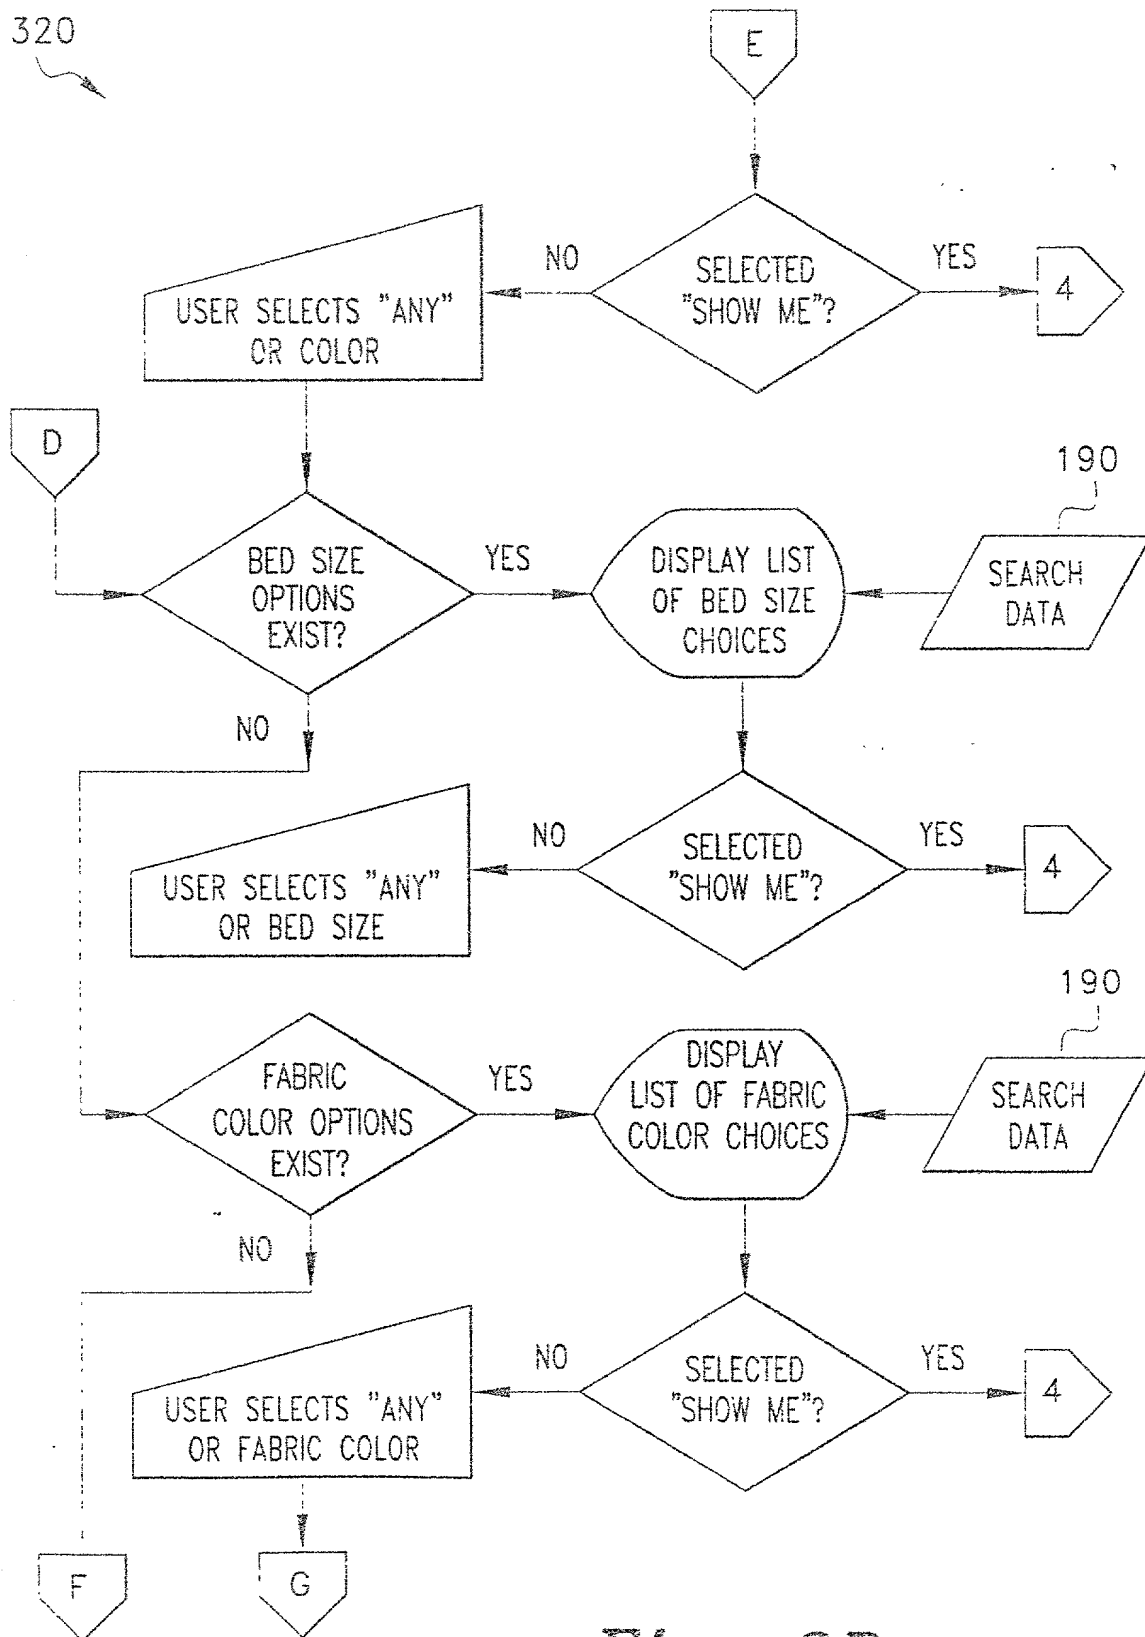 320
E
NO
SELECTED
"SHOW ME"?
YES
4
USER SELECTS "ANY"
OR COLOR
D
190
BED SIZE
OPTIONS
EXIST?
YES
DISPLAY LIST
OF BED SIZE
CHOICES
SEARCH
DATA
NO
NO
SELECTED
"SHOW ME"?
YES
4
USER SELECTS "ANY"
OR BED SIZE
190
FABRIC
COLOR OPTIONS
EXIST?
YES
DISPLAY
LIST OF FABRIC
COLOR CHOICES
SEARCH
DATA
NO
NO
SELECTED
"SHOW ME"?
YES
4
USER SELECTS "ANY"
OR FABRIC COLOR
F
G